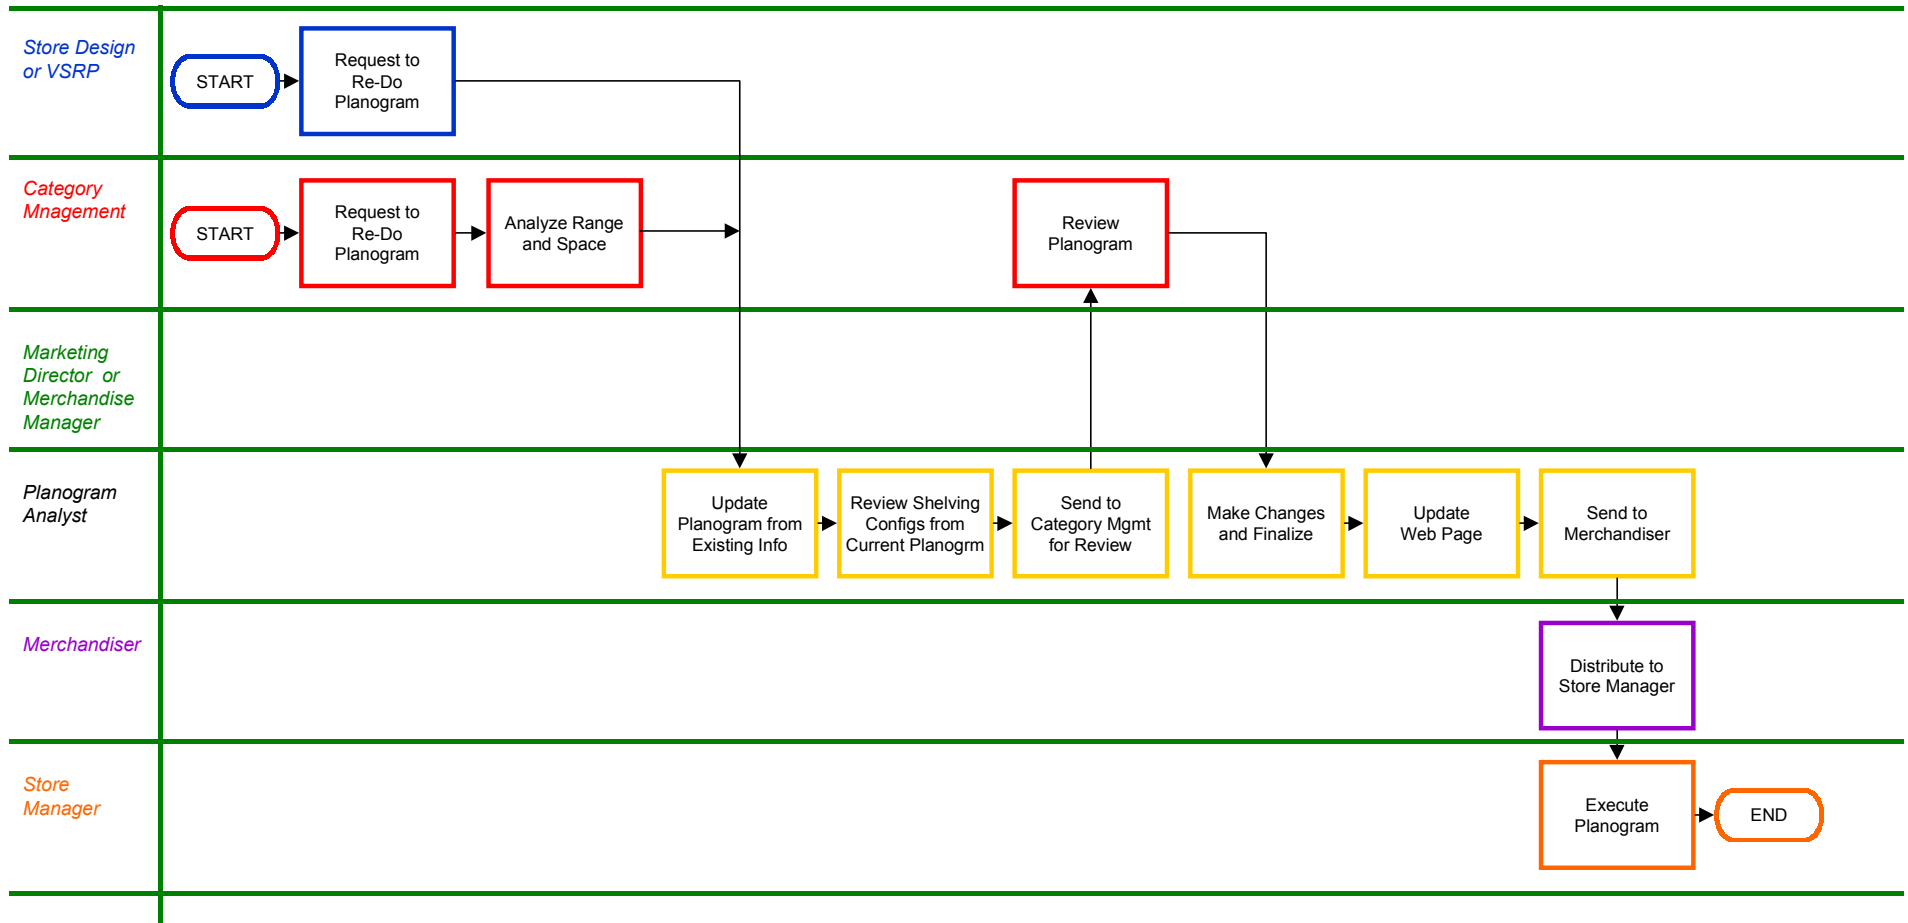 Store Design
or VSRP
START
Request to
Re-Do
Planogram
Category
Mnagement
START
Request to
Re-Do
Planogram
Analyze Range
and Space
Review
Planogram
Marketing
Director or
Merchandise
Manager
Planogram
Analyst
Update
Planogram from
Existing Info
Review Shelving
Configs from
Current Planogrm
Send to
Category Mgmt
for Review
Make Changes
and Finalize
Update
Web Page
Send to
Merchandiser
Merchandiser
Distribute to
Store Manager
Store
Manager
Execute
Planogram
END